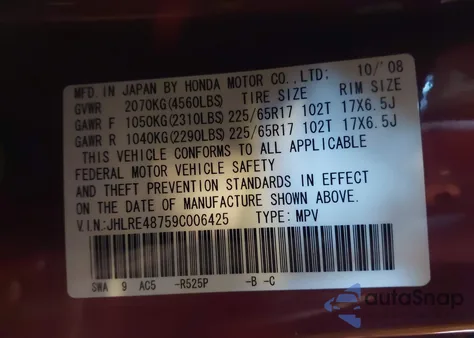 MFD. IN JAPAN BY HONDA MOTOR CO., LTD; 10/'08
GVWR 2070KG(4560LBS) TIRE SIZE RIM SIZE
GAWR F 1050KG(2310LBS) 225/65R17 102T 17X6.5J
GAWR R 1040KG(2290LBS) 225/65R17 102T 17X6.5J
THIS VEHICLE CONFORMS TO ALL APPLICABLE
FEDERAL MOTOR VEHICLE SAFETY
AND THEFT PREVENTION STANDARDS IN EFFECT
ON THE DATE OF MANUFACTURE SHOWN ABOVE.
V.I.N.:JHLRE48759C006425 TYPE: MPV
SWA 9 AC5 -R525P -B -C
autoSnap